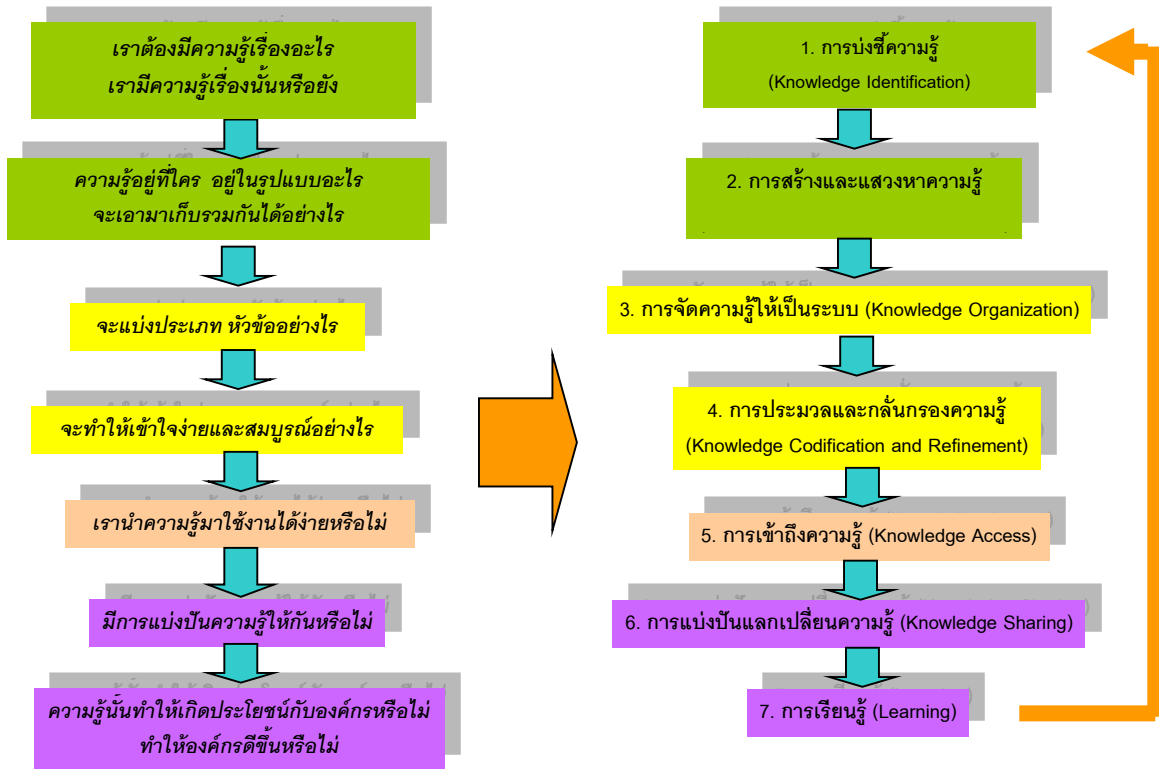 เราต้องมีความรู้เรื่องอะไร
เรามีความรู้เรื่องนั้นหรือยัง
ความรู้อยู่ที่ใคร อยู่ในรูปแบบอะไร
จะเอามาเก็บรวมกันได้อย่างไร
จะแบ่งประเภท หัวข้ออย่างไร
จะทำให้เข้าใจง่ายและสมบูรณ์อย่างไร
เรานำความรู้มาใช้งานได้ง่ายหรือไม่
มีการแบ่งปันความรู้ให้กันหรือไม่
ความรู้นั้นทำให้เกิดประโยชน์กับองค์กรหรือไม่
ทำให้องค์กรดีขึ้นหรือไม่
1. การบ่งชี้ความรู้
(Knowledge Identification)
2. การสร้างและแสวงหาความรู้
3. การจัดความรู้ให้เป็นระบบ (Knowledge Organization)
4. การประมวลและกลั่นกรองความรู้
(Knowledge Codification and Refinement)
5. การเข้าถึงความรู้ (Knowledge Access)
6. การแบ่งปันแลกเปลี่ยนความรู้ (Knowledge Sharing)
7. การเรียนรู้ (Learning)